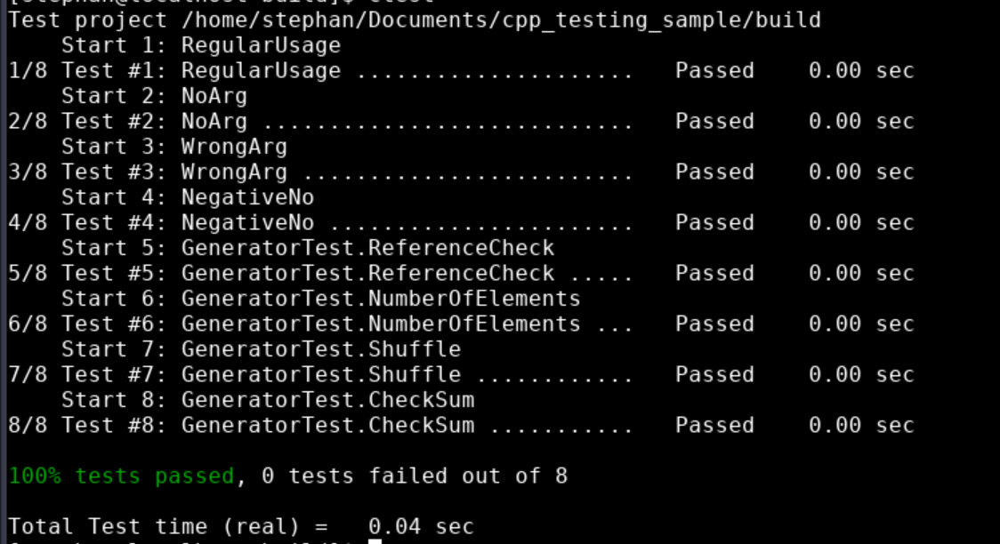 Test project /home/stephan/Documents/cpp_testing_sample/build
    Start 1: RegularUsage
1/8 Test #1: RegularUsage .....................   Passed    0.00 sec
    Start 2: NoArg
2/8 Test #2: NoArg ............................   Passed    0.00 sec
    Start 3: WrongArg
3/8 Test #3: WrongArg .........................   Passed    0.00 sec
    Start 4: NegativeNo
4/8 Test #4: NegativeNo .......................   Passed    0.00 sec
    Start 5: GeneratorTest.ReferenceCheck
5/8 Test #5: GeneratorTest.ReferenceCheck .....   Passed    0.00 sec
    Start 6: GeneratorTest.NumberOfElements
6/8 Test #6: GeneratorTest.NumberOfElements ...   Passed    0.00 sec
    Start 7: GeneratorTest.Shuffle
7/8 Test #7: GeneratorTest.Shuffle ............   Passed    0.00 sec
    Start 8: GeneratorTest.CheckSum
8/8 Test #8: GeneratorTest.CheckSum ...........   Passed    0.00 sec

100% tests passed, 0 tests failed out of 8

Total Test time (real) =   0.04 sec